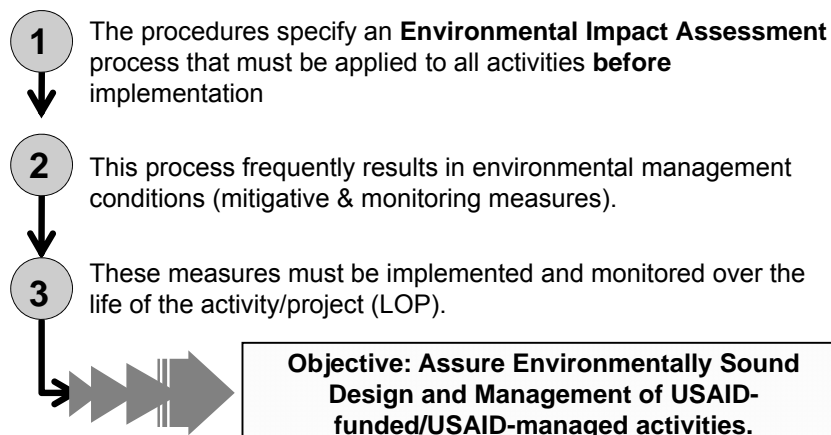 1
The procedures specify an Environmental Impact Assessment
process that must be applied to all activities before
implementation
2
This process frequently results in environmental management
conditions (mitigative & monitoring measures).
3
These measures must be implemented and monitored over the
life of the activity/project (LOP).
Objective: Assure Environmentally Sound
Design and Management of USAID-
funded/USAID-managed activities.